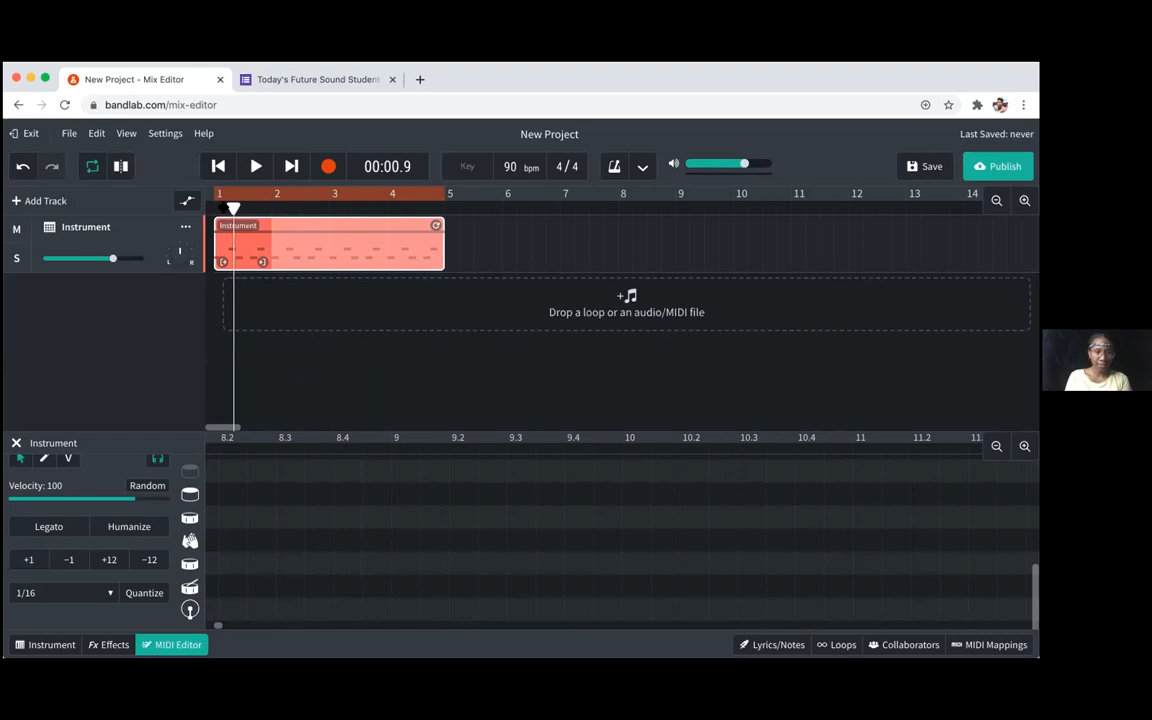 New Project - Mix Editor
Today's Future Sound Student
bandlab.com/mix-editor
Exit File Edit View Settings Help
New Project
Last Saved: never
00:00.9
Key
90 bpm
4/4
Save
Publish
Add Track
1 2 3 4 5 6 7 8 9 10 11 12 13 14
M
Instrument
S
L R
Instrument
Drop a loop or an audio/MIDI file
Instrument
8.2 8.3 8.4 9 9.2 9.3 9.4 10 10.2 10.3 10.4 11 11.2
V
Velocity: 100
Random
Legato
Humanize
+1 −1 +12 −12
1/16
Quantize
Instrument
Fx Effects
MIDI Editor
Lyrics/Notes
Loops
Collaborators
MIDI Mappings